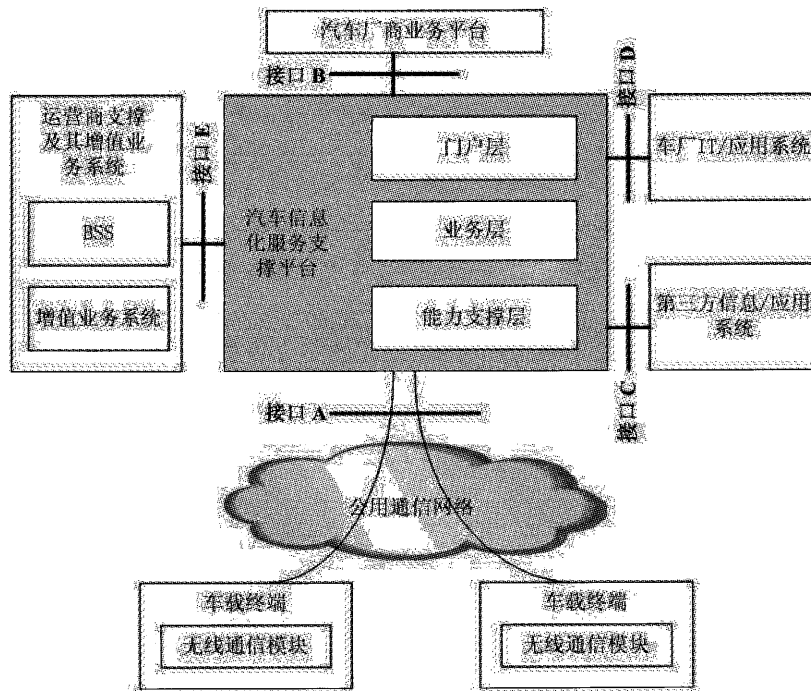 汽车厂商业务平台
接口 B
接口 D
运营商支撑
及其增值业
务系统
BSS
增值业务系统
接口 E
汽车信息
化服务支
撑平台
门户层
业务层
能力支撑层
车厂IT/应用系统
第三方信息/应用
系统
接口 C
接口 A
公用通信网络
车载终端
无线通信模块
车载终端
无线通信模块